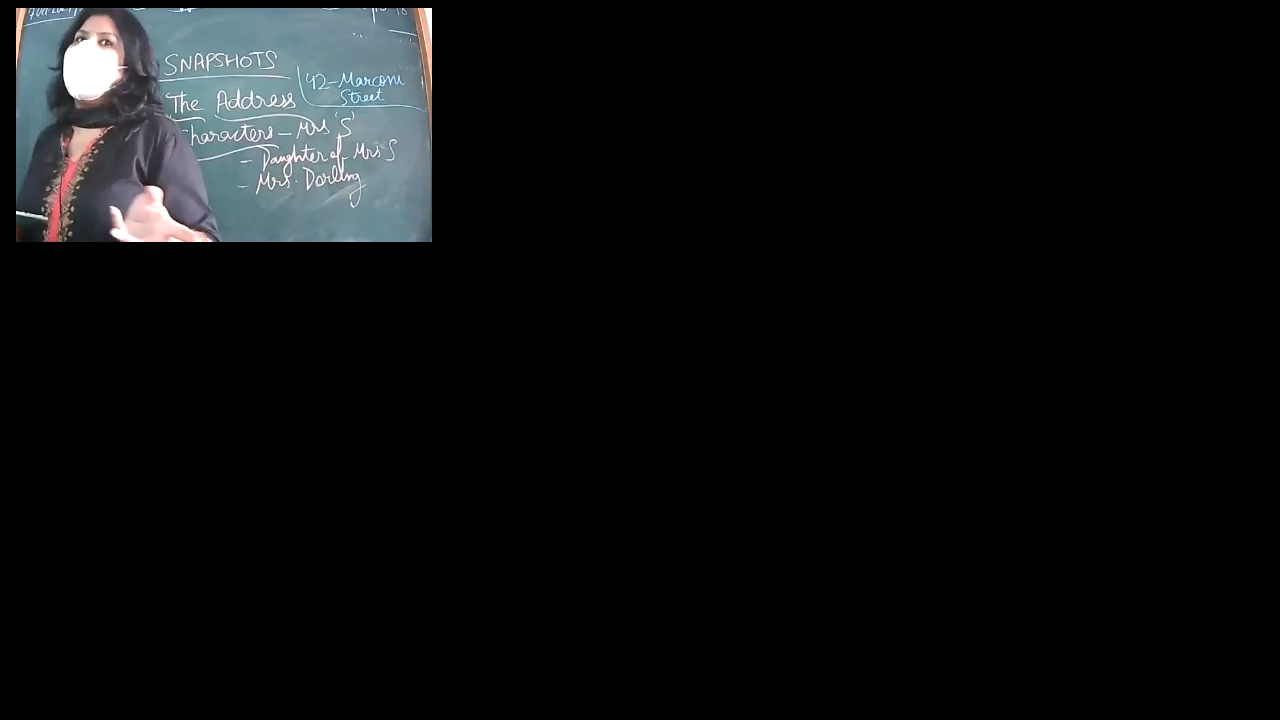 SNAPSHOTS
The Address
42-Marconi
Street
Characters - Mrs 'S'
- Daughter of Mrs S
- Mrs. Dorling